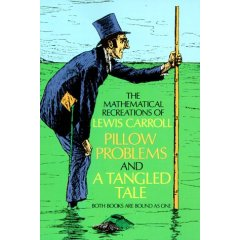 THE
MATHEMATICAL
RECREATIONS OF
LEWIS CARROLL
PILLOW
PROBLEMS
AND
A TANGLED
TALE
BOTH BOOKS ARE BOUND AS ONE